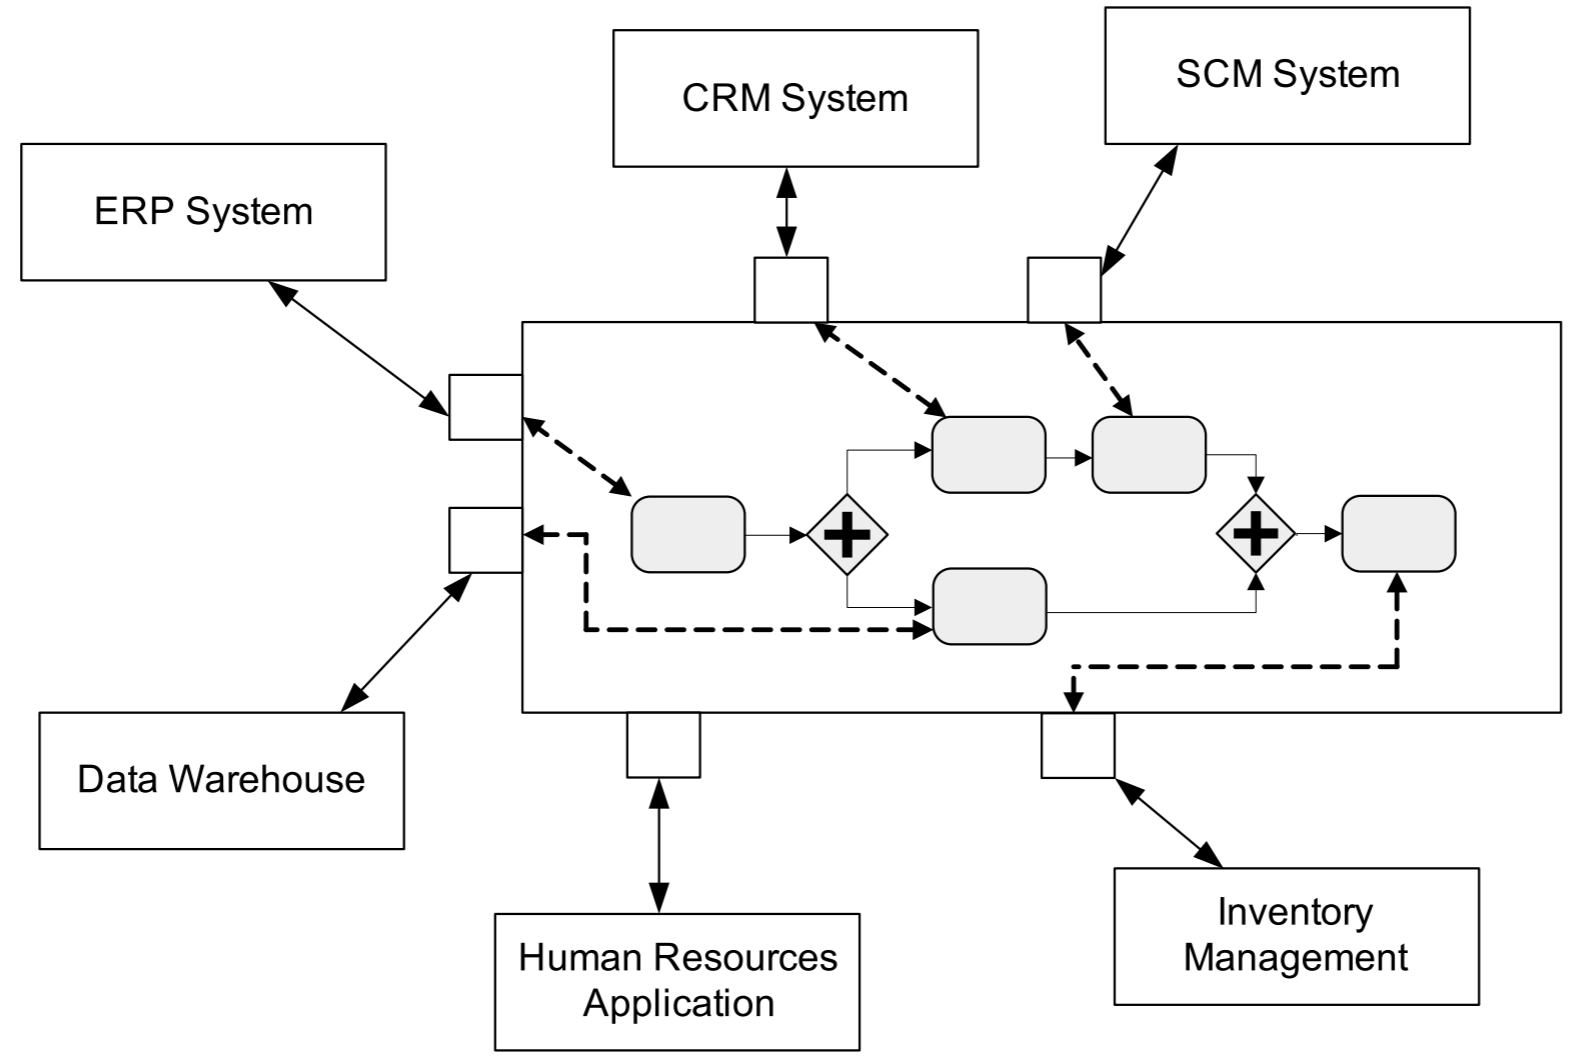 SCM System
CRM System
ERP System
Data Warehouse
Human Resources
Application
Inventory
Management